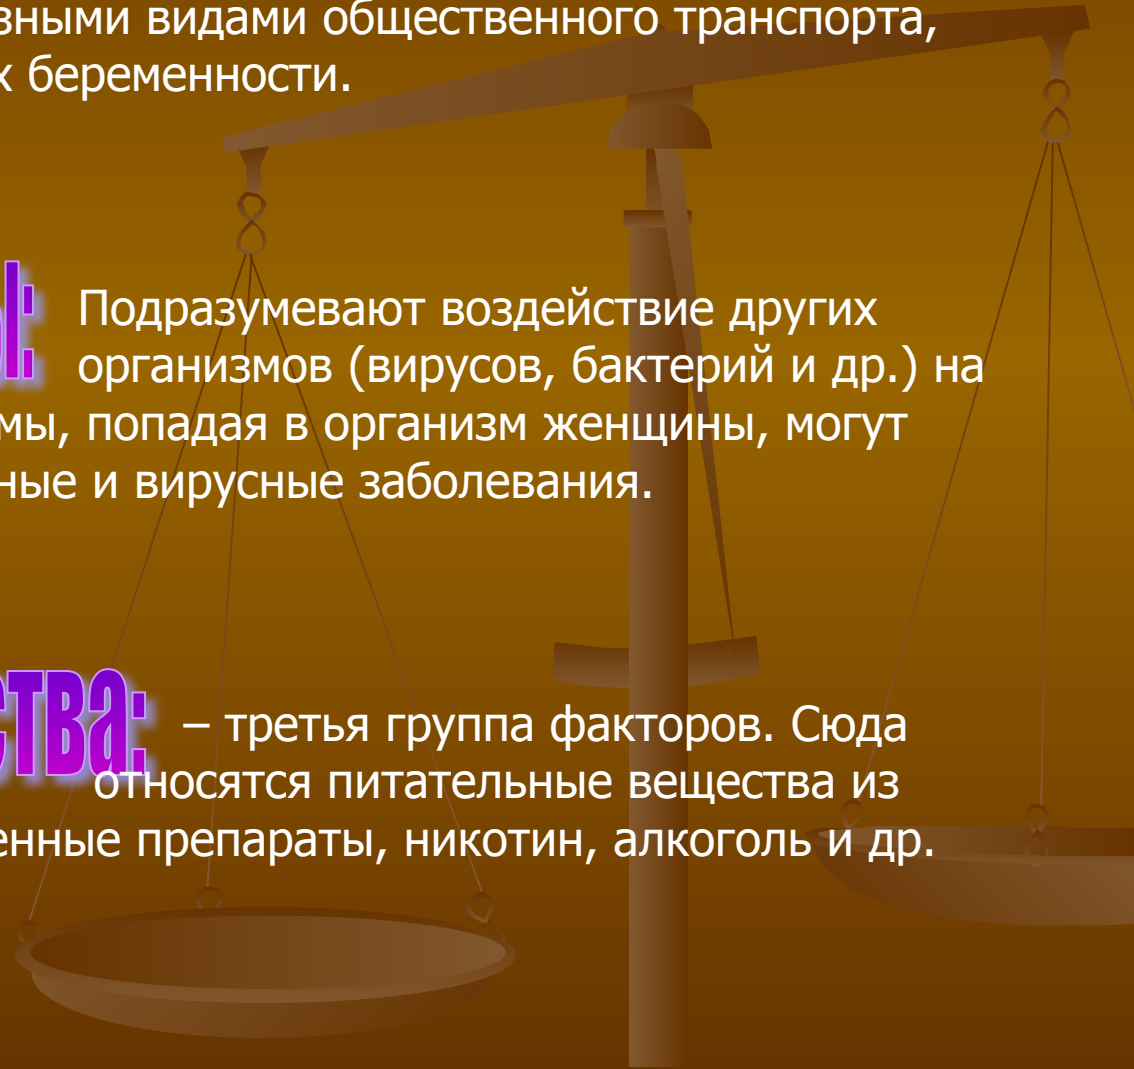 зными видами общественного транспорта,
х беременности.
ы: Подразумевают воздействие других
организмов (вирусов, бактерий и др.) на
мы, попадая в организм женщины, могут
ные и вирусные заболевания.
ства: – третья группа факторов. Сюда
относятся питательные вещества из
енные препараты, никотин, алкоголь и др.